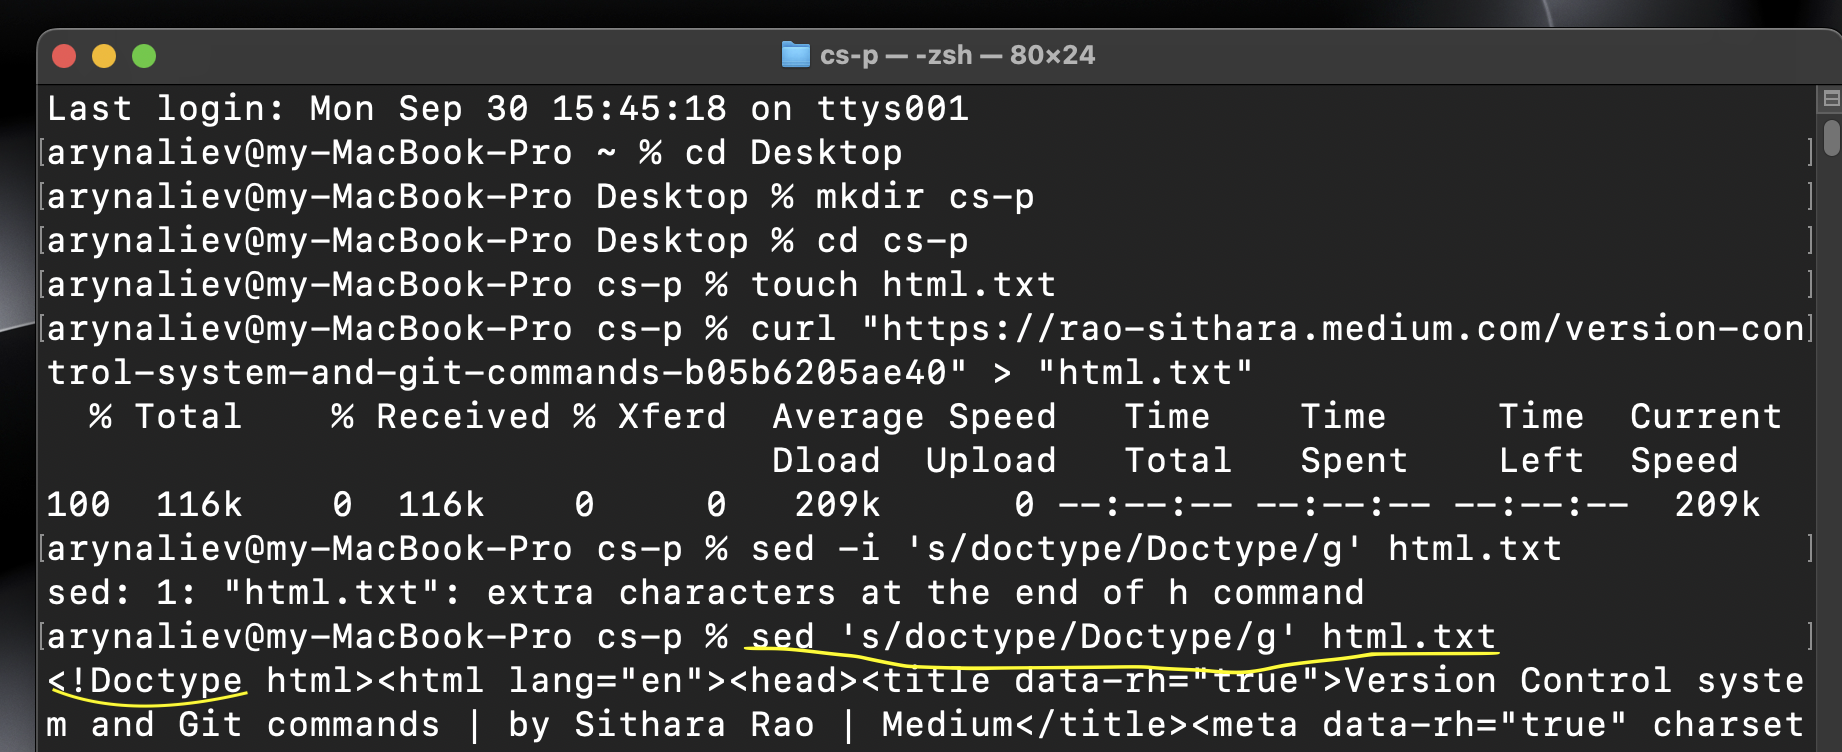 cs-p — -zsh — 80×24
Last login: Mon Sep 30 15:45:18 on ttys001
[arynaliev@my-MacBook-Pro ~ % cd Desktop ]
[arynaliev@my-MacBook-Pro Desktop % mkdir cs-p ]
[arynaliev@my-MacBook-Pro Desktop % cd cs-p ]
[arynaliev@my-MacBook-Pro cs-p % touch html.txt ]
[arynaliev@my-MacBook-Pro cs-p % curl "https://rao-sithara.medium.com/version-con]
trol-system-and-git-commands-b05b6205ae40" > "html.txt"
% Total % Received % Xferd Average Speed Time Time Time Current
Dload Upload Total Spent Left Speed
100 116k 0 116k 0 0 209k 0 --:--:-- --:--:-- --:--:-- 209k
[arynaliev@my-MacBook-Pro cs-p % sed -i 's/doctype/Doctype/g' html.txt ]
sed: 1: "html.txt": extra characters at the end of h command
[arynaliev@my-MacBook-Pro cs-p % sed 's/doctype/Doctype/g' html.txt ]
<!Doctype html><html lang="en"><head><title data-rh="true">Version Control syste
m and Git commands | by Sithara Rao | Medium</title><meta data-rh="true" charset